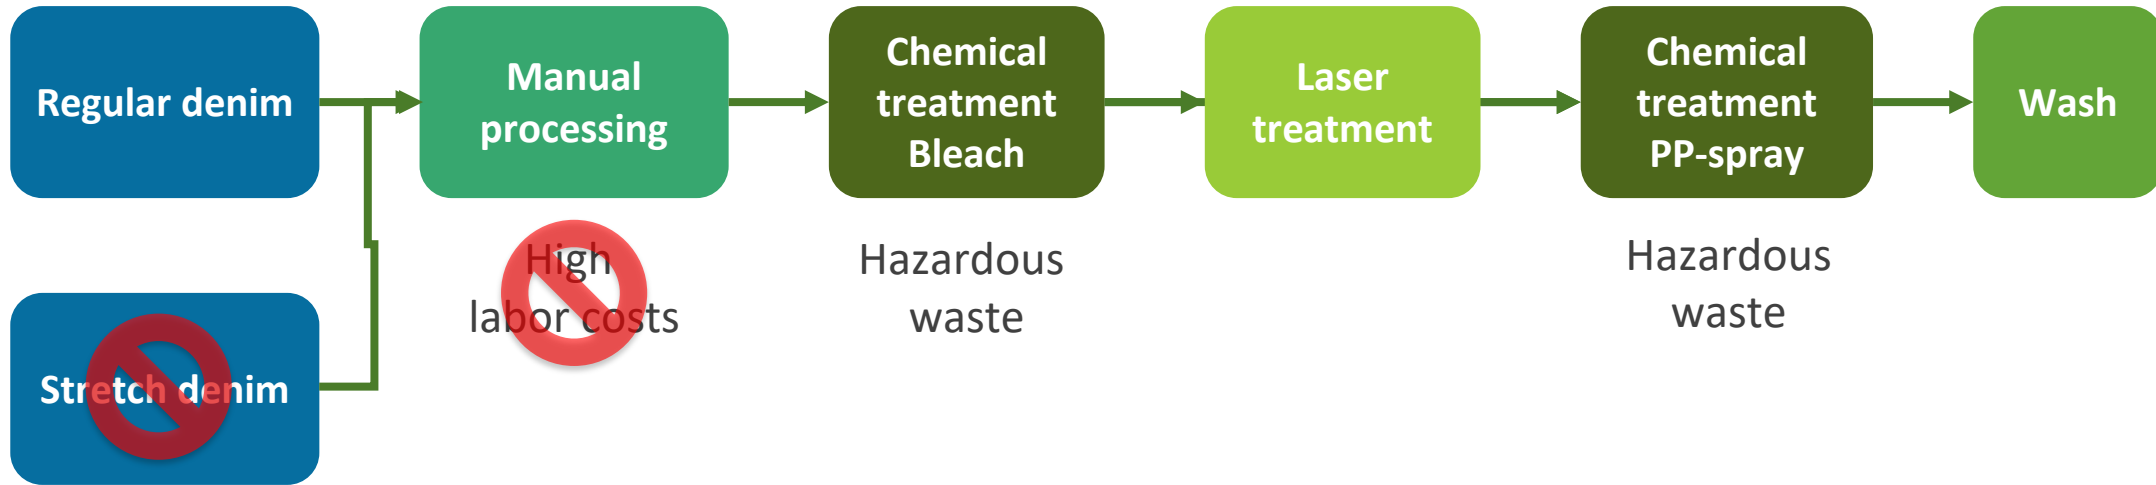 Regular denim
Manual
processing
Chemical
treatment
Bleach
Laser
treatment
Chemical
treatment
PP-spray
Wash
High
labor costs
Hazardous
waste
Hazardous
waste
Stretch denim